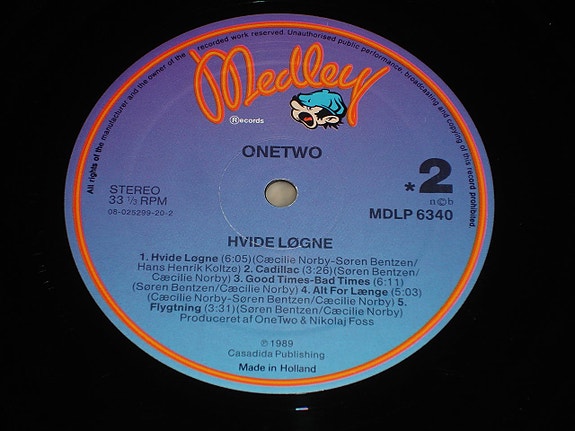 All rights of the manufacturer and the owner of the recorded work reserved. Unauthorised public performance, broadcasting and copying of this record prohibited.
Medley
Records
ONETWO
STEREO
33 1/3 RPM
08-025299-20-2
*2
n©b
MDLP 6340
HVIDE LØGNE
1. Hvide Løgne (6:05)(Cæcilie Norby-Søren Bentzen/
Hans Henrik Koltze) 2. Cadillac (3:26)(Søren Bentzen/
Cæcilie Norby) 3. Good Times-Bad Times (6:11)
(Søren Bentzen/Cæcilie Norby) 4. Alt For Længe (5:03)
(Cæcilie Norby-Søren Bentzen/Cæcilie Norby) 5.
Flygtning (3:31)(Søren Bentzen/Cæcilie Norby)
Produceret af OneTwo & Nikolaj Foss
℗ 1989
Casadida Publishing
Made in Holland